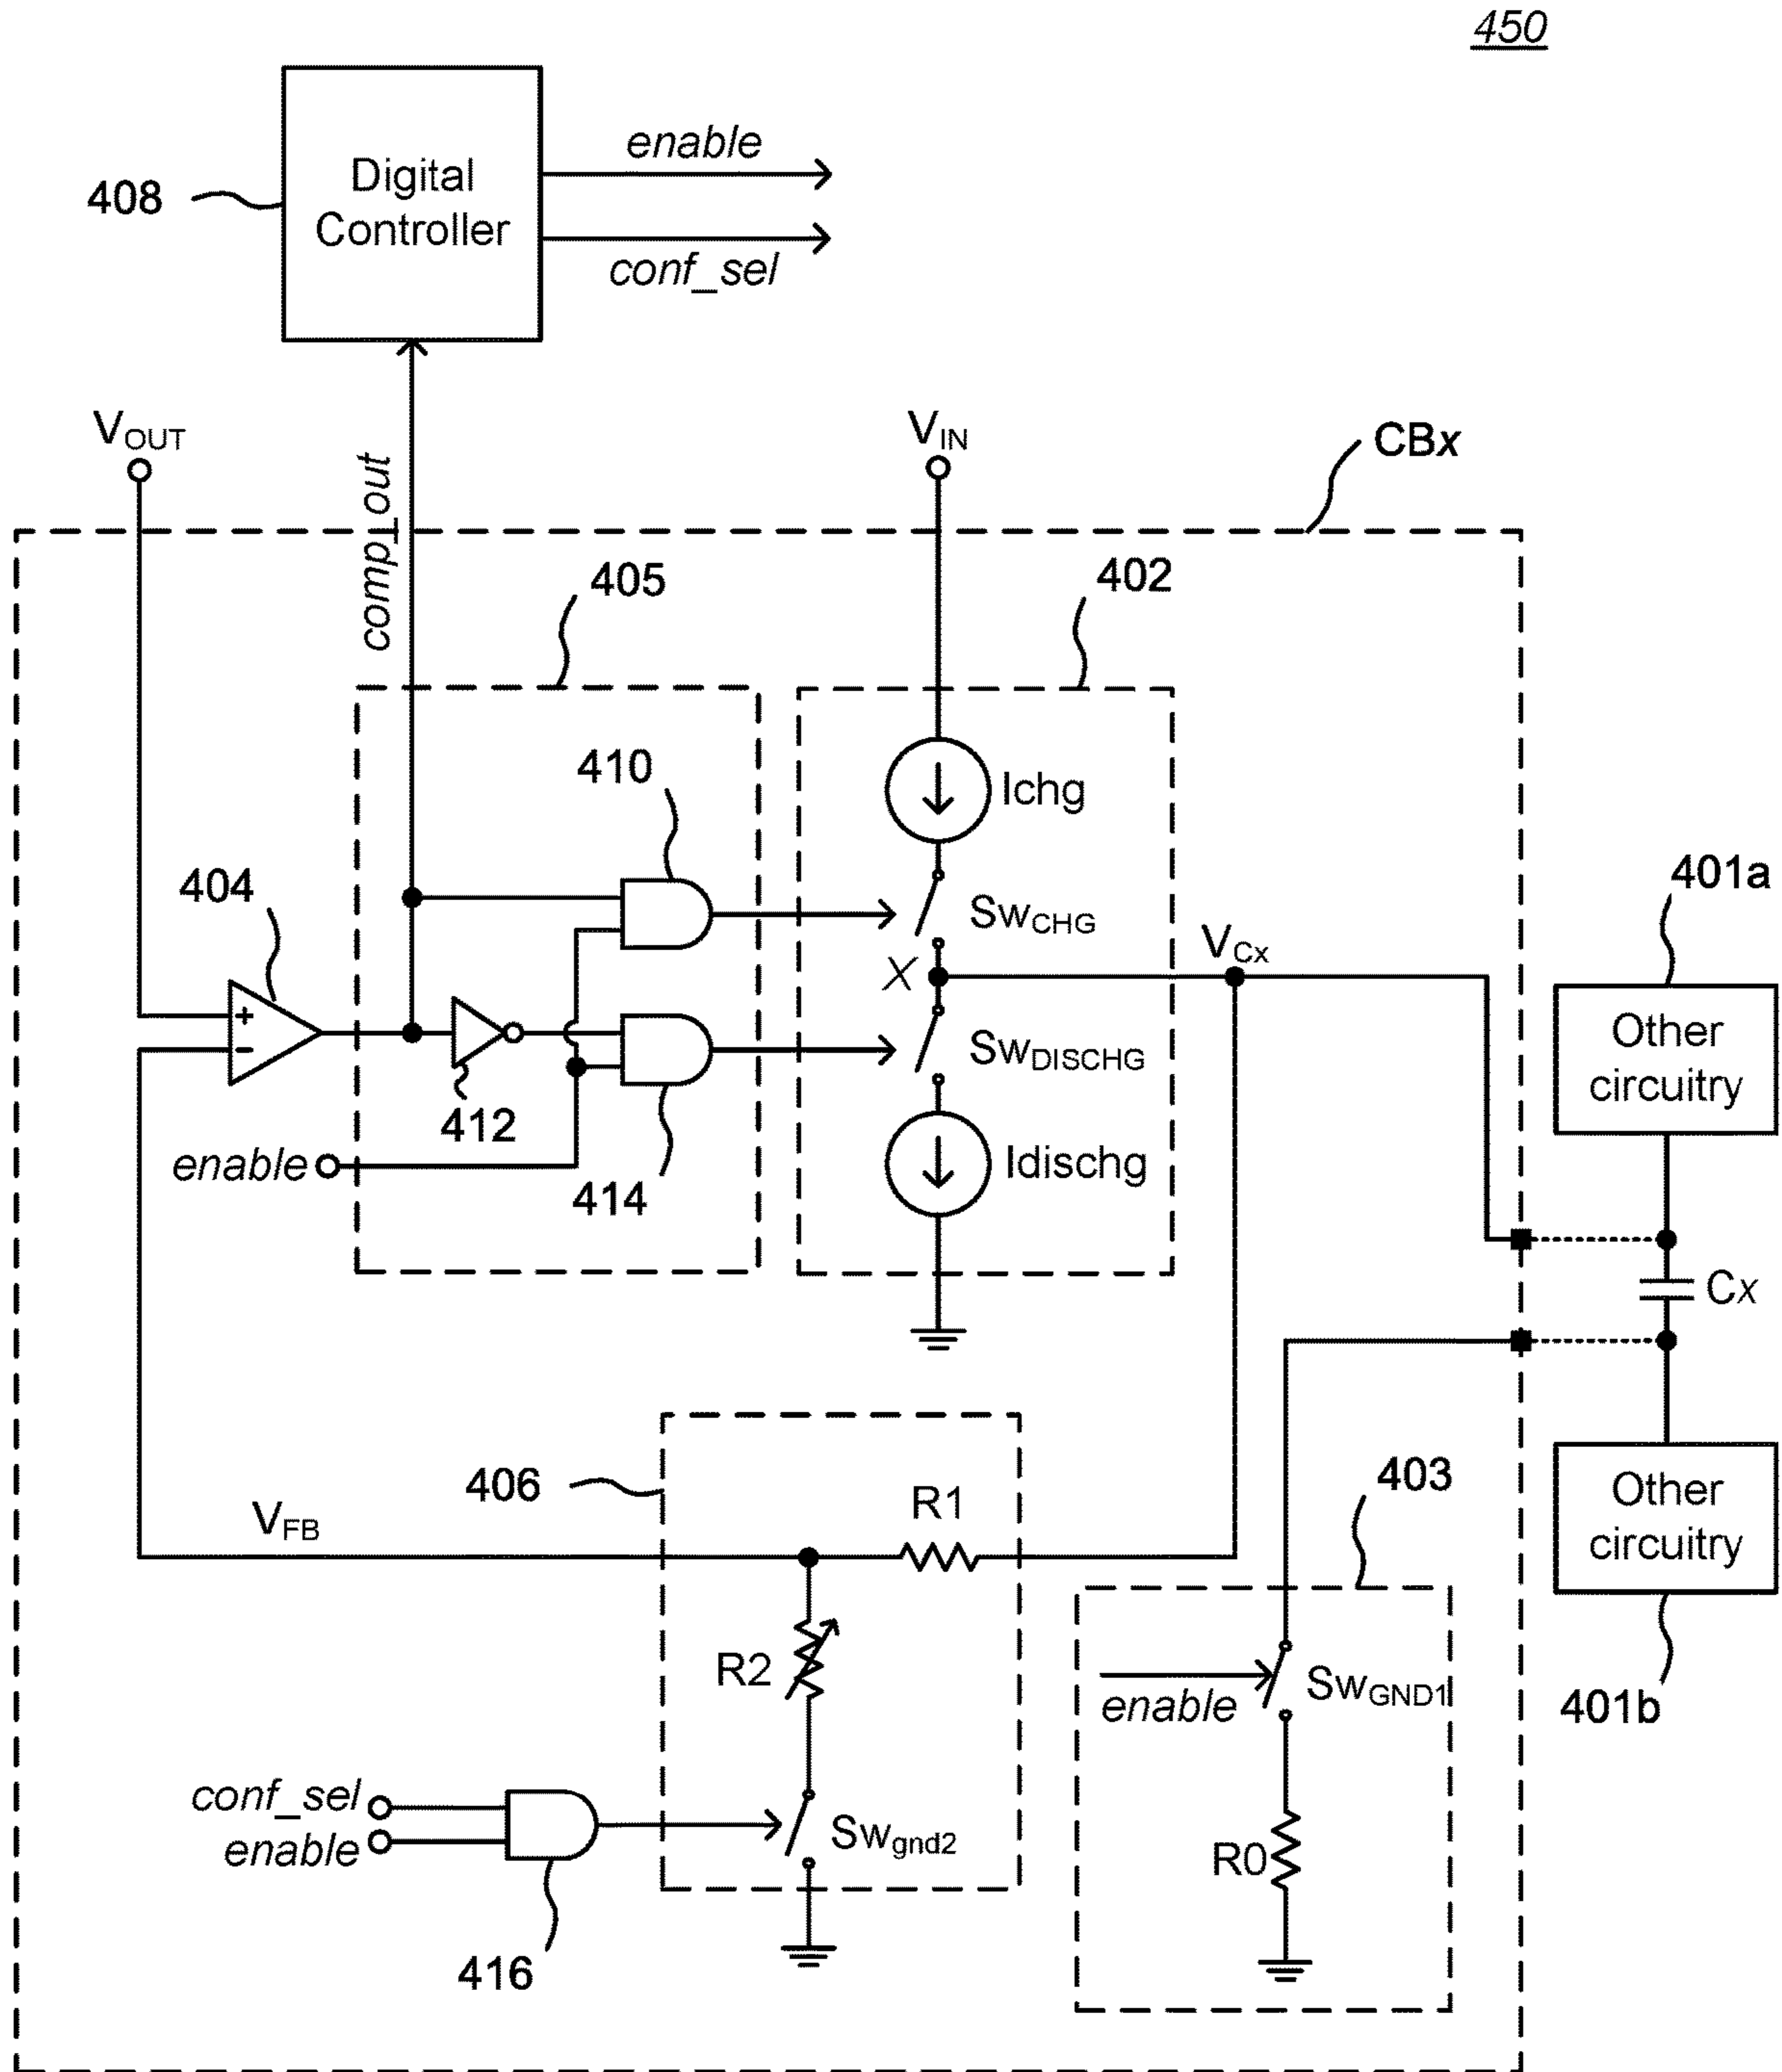 450
408
Digital
Controller
enable
conf_sel
VOUT
VIN
CBx
comp_out
405
402
410
Ichg
404
SwCHG
X
VCx
401a
Other
circuitry
SwDISCHG
412
enable
414
Idischg
Cx
406
R1
403
VFB
Other
circuitry
R2
enable
SwGND1
401b
conf_sel
enable
Swgnd2
R0
416
+
−